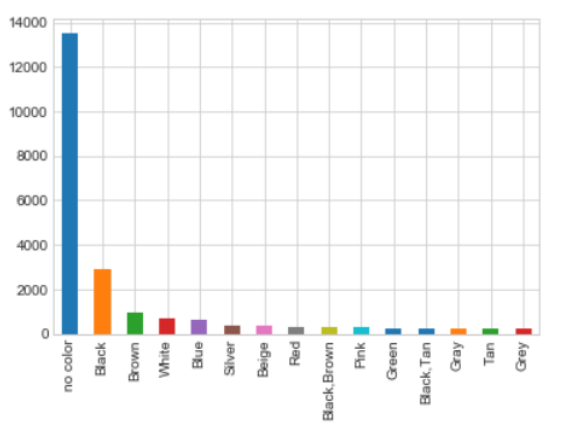 14000
12000
10000
8000
6000
4000
2000
0
no color
Black
Brown
White
Blue
Silver
Beige
Red
Black,Brown
Pink
Green
Black,Tan
Gray
Tan
Grey